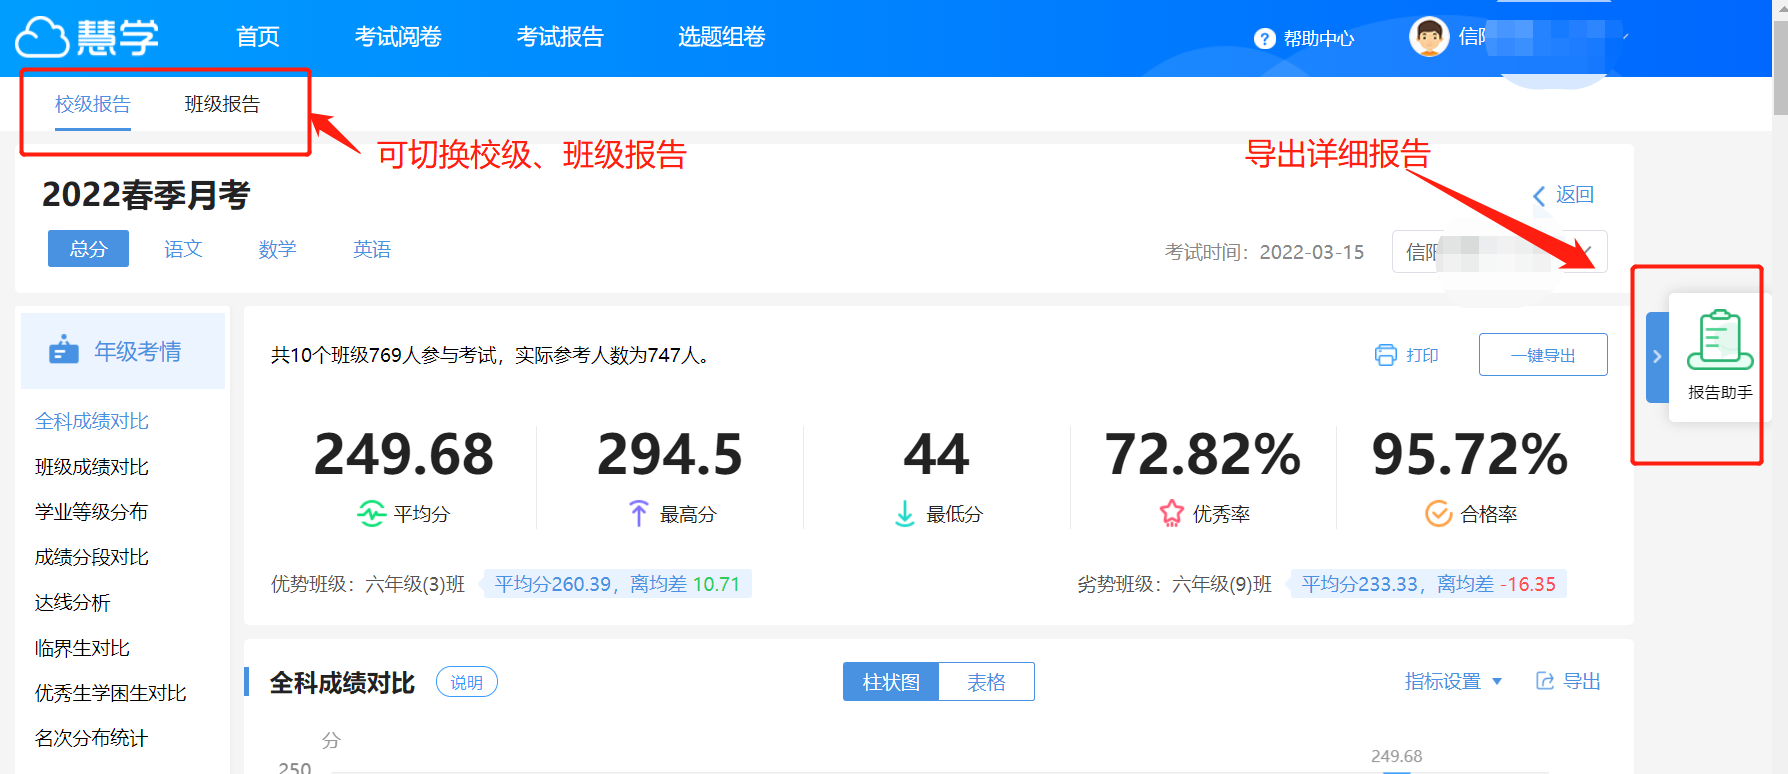 慧学 首页 考试阅卷 考试报告 选题组卷 ? 帮助中心 信阳
校级报告 班级报告
可切换校级、班级报告
导出详细报告
2022春季月考
返回
总分 语文 数学 英语
考试时间：2022-03-15 信阳
年级考情
全科成绩对比
班级成绩对比
学业等级分布
成绩分段对比
达线分析
临界生对比
优秀生学困生对比
名次分布统计
共10个班级769人参与考试，实际参考人数为747人。
打印 一键导出
报告助手
249.68 294.5 44 72.82% 95.72%
平均分 最高分 最低分 优秀率 合格率
优势班级：六年级(3)班 平均分260.39，离均差 10.71
劣势班级：六年级(9)班 平均分233.33，离均差 -16.35
全科成绩对比 说明
柱状图 表格
指标设置 导出
分
250
249.68